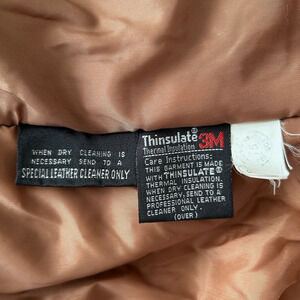 WHEN DRY CLEANING IS
NECESSARY SEND TO A
SPECIAL LEATHER CLEANER ONLY
Thinsulate 3M
Thermal Insulation
Care Instructions:
THIS GARMENT IS MADE
WITH THINSULATE
THERMAL INSULATION.
WHEN DRY CLEANING IS
NECESSARY, SEND TO A
PROFESSIONAL LEATHER
CLEANER ONLY.
(OVER)